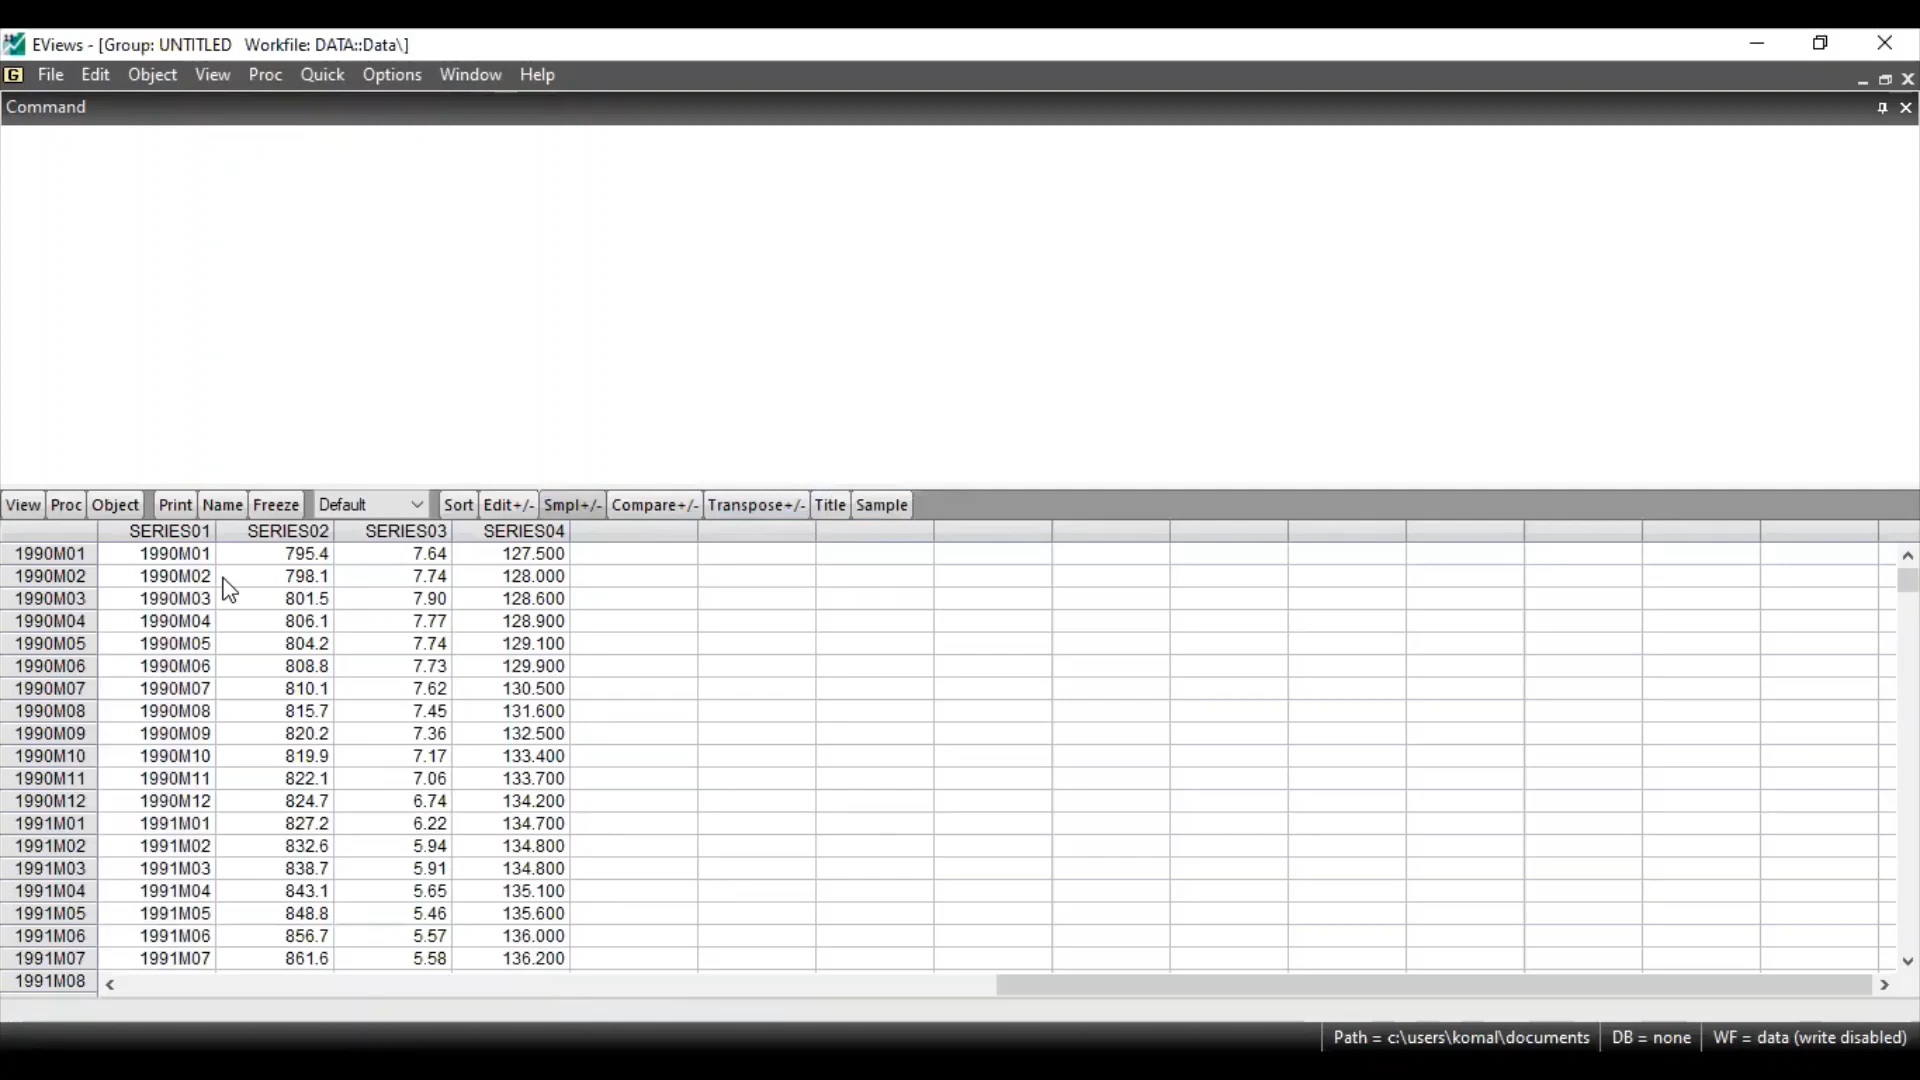 EViews - [Group: UNTITLED   Workfile: DATA::Data\]
G File Edit Object View Proc Quick Options Window Help
Command
View Proc Object Print Name Freeze Default Sort Edit+/- Smpl+/- Compare+/- Transpose+/- Title Sample
SERIES01 SERIES02 SERIES03 SERIES04
1990M01 1990M01 795.4 7.64 127.500
1990M02 1990M02 798.1 7.74 128.000
1990M03 1990M03 801.5 7.90 128.600
1990M04 1990M04 806.1 7.77 128.900
1990M05 1990M05 804.2 7.74 129.100
1990M06 1990M06 808.8 7.73 129.900
1990M07 1990M07 810.1 7.62 130.500
1990M08 1990M08 815.7 7.45 131.600
1990M09 1990M09 820.2 7.36 132.500
1990M10 1990M10 819.9 7.17 133.400
1990M11 1990M11 822.1 7.06 133.700
1990M12 1990M12 824.7 6.74 134.200
1991M01 1991M01 827.2 6.22 134.700
1991M02 1991M02 832.6 5.94 134.800
1991M03 1991M03 838.7 5.91 134.800
1991M04 1991M04 843.1 5.65 135.100
1991M05 1991M05 848.8 5.46 135.600
1991M06 1991M06 856.7 5.57 136.000
1991M07 1991M07 861.6 5.58 136.200
1991M08
Path = c:\users\komal\documents DB = none WF = data (write disabled)